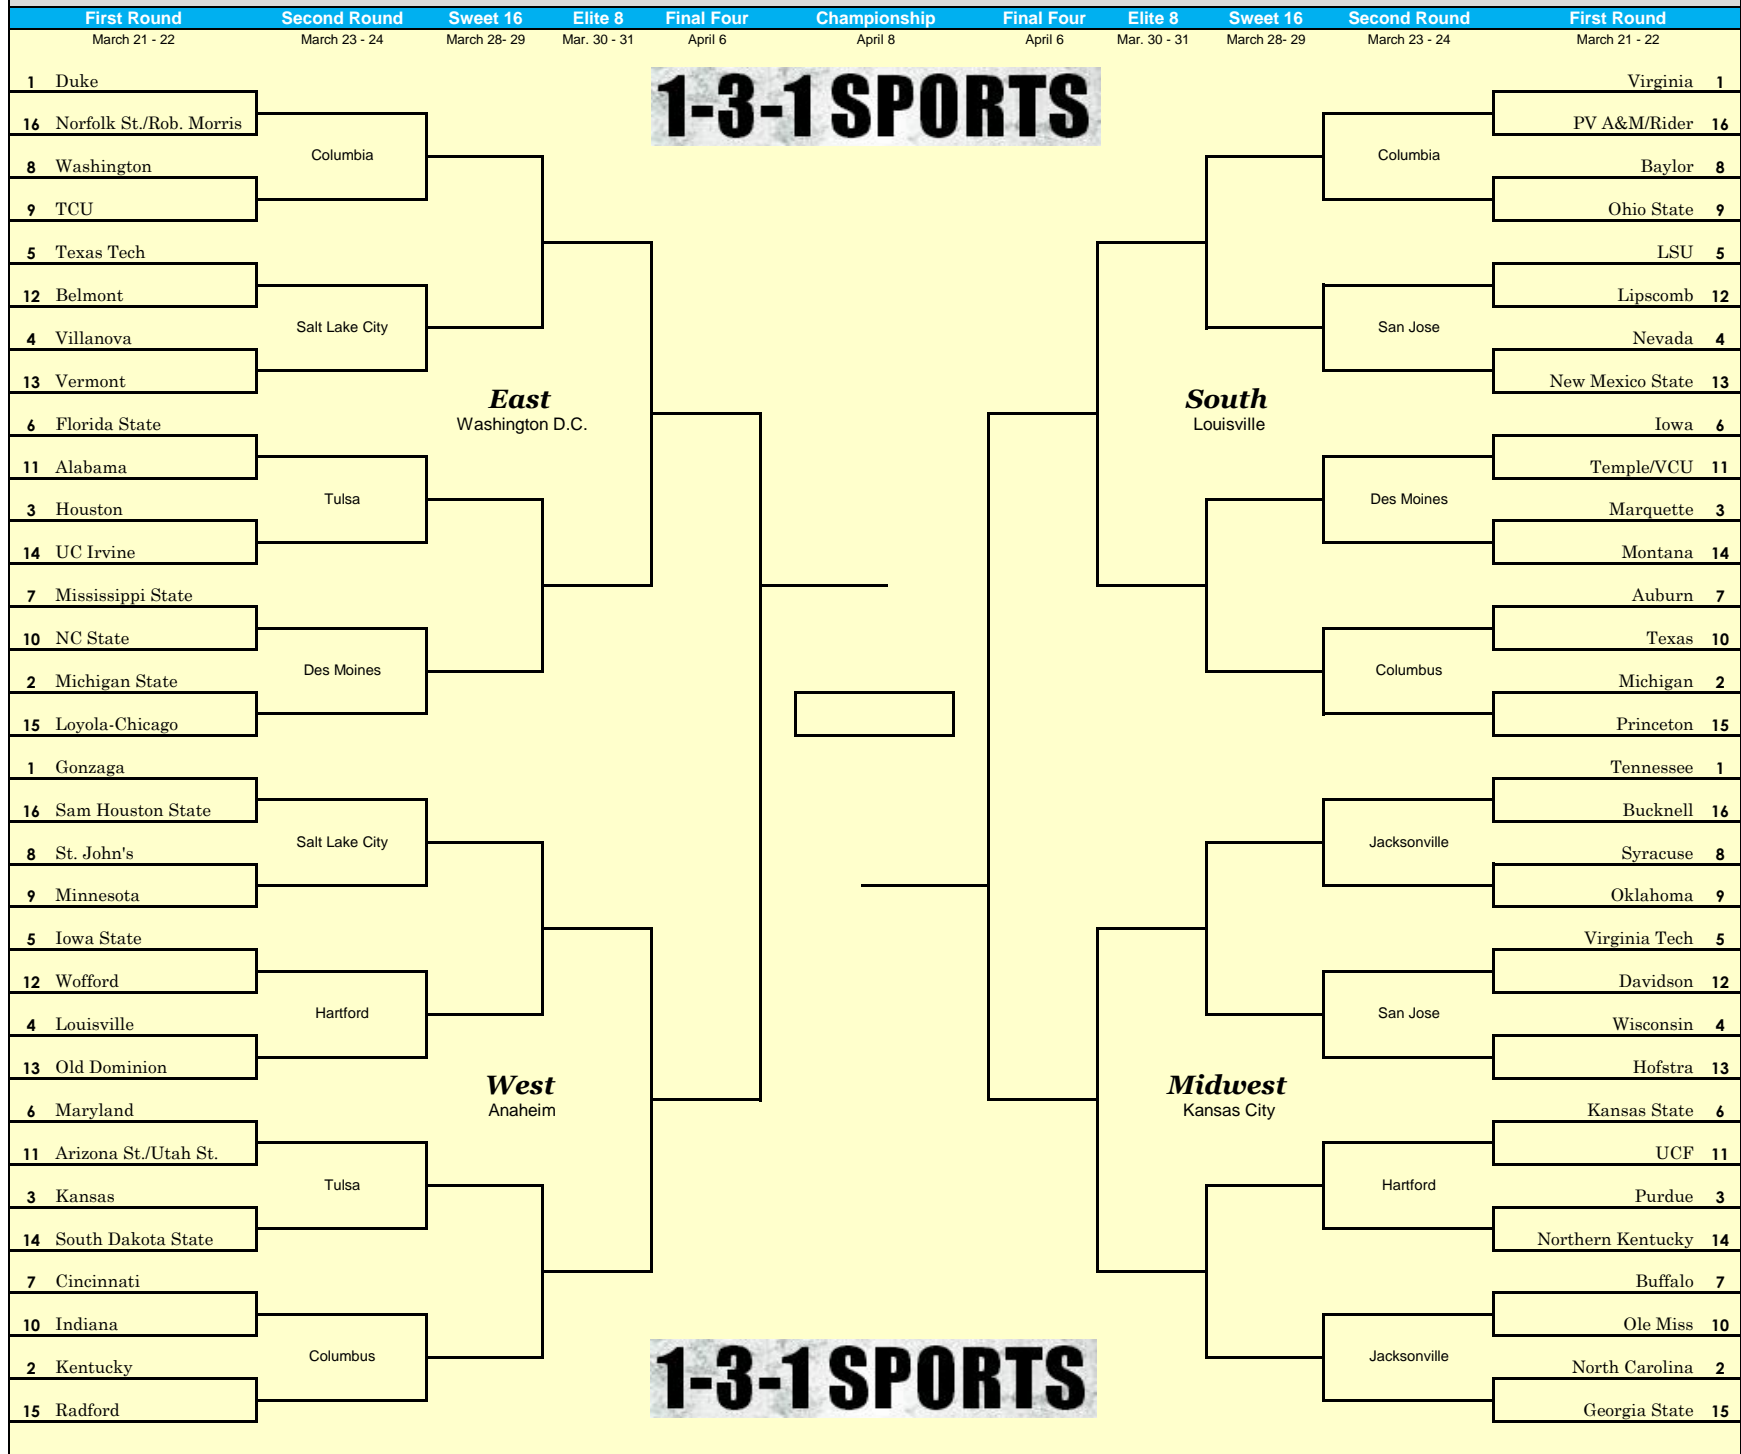 First Round Second Round Sweet 16 Elite 8 Final Four Championship Final Four Elite 8 Sweet 16 Second Round First Round
March 21 - 22 March 23 - 24 March 28- 29 Mar. 30 - 31 April 6 April 8 April 6 Mar. 30 - 31 March 28- 29 March 23 - 24 March 21 - 22
1-3-1 SPORTS
1 Duke
16 Norfolk St./Rob. Morris
Columbia
8 Washington
9 TCU
5 Texas Tech
12 Belmont
Salt Lake City
4 Villanova
13 Vermont
East
Washington D.C.
6 Florida State
11 Alabama
Tulsa
3 Houston
14 UC Irvine
7 Mississippi State
10 NC State
Des Moines
2 Michigan State
15 Loyola-Chicago
1 Gonzaga
16 Sam Houston State
Salt Lake City
8 St. John's
9 Minnesota
5 Iowa State
12 Wofford
Hartford
4 Louisville
13 Old Dominion
West
Anaheim
6 Maryland
11 Arizona St./Utah St.
Tulsa
3 Kansas
14 South Dakota State
7 Cincinnati
10 Indiana
Columbus
2 Kentucky
15 Radford
Virginia 1
PV A&M/Rider 16
Columbia
Baylor 8
Ohio State 9
LSU 5
Lipscomb 12
San Jose
Nevada 4
New Mexico State 13
South
Louisville
Iowa 6
Temple/VCU 11
Des Moines
Marquette 3
Montana 14
Auburn 7
Texas 10
Columbus
Michigan 2
Princeton 15
Tennessee 1
Bucknell 16
Jacksonville
Syracuse 8
Oklahoma 9
Virginia Tech 5
Davidson 12
San Jose
Wisconsin 4
Hofstra 13
Midwest
Kansas City
Kansas State 6
UCF 11
Hartford
Purdue 3
Northern Kentucky 14
Buffalo 7
Ole Miss 10
Jacksonville
North Carolina 2
Georgia State 15
1-3-1 SPORTS